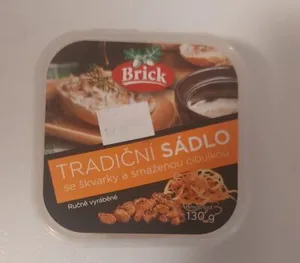 Brick
TRADIČNÍ SÁDLO
se škvarky a smaženou cibulkou
Ručně vyráběné
130 g